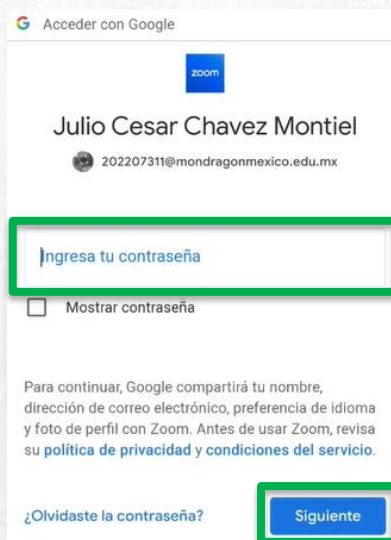 Acceder con Google
zoom
Julio Cesar Chavez Montiel
202207311@mondragonmexico.edu.mx
Ingresa tu contraseña
Mostrar contraseña
Para continuar, Google compartirá tu nombre,
dirección de correo electrónico, preferencia de idioma
y foto de perfil con Zoom. Antes de usar Zoom, revisa
su política de privacidad y condiciones del servicio.
¿Olvidaste la contraseña?
Siguiente